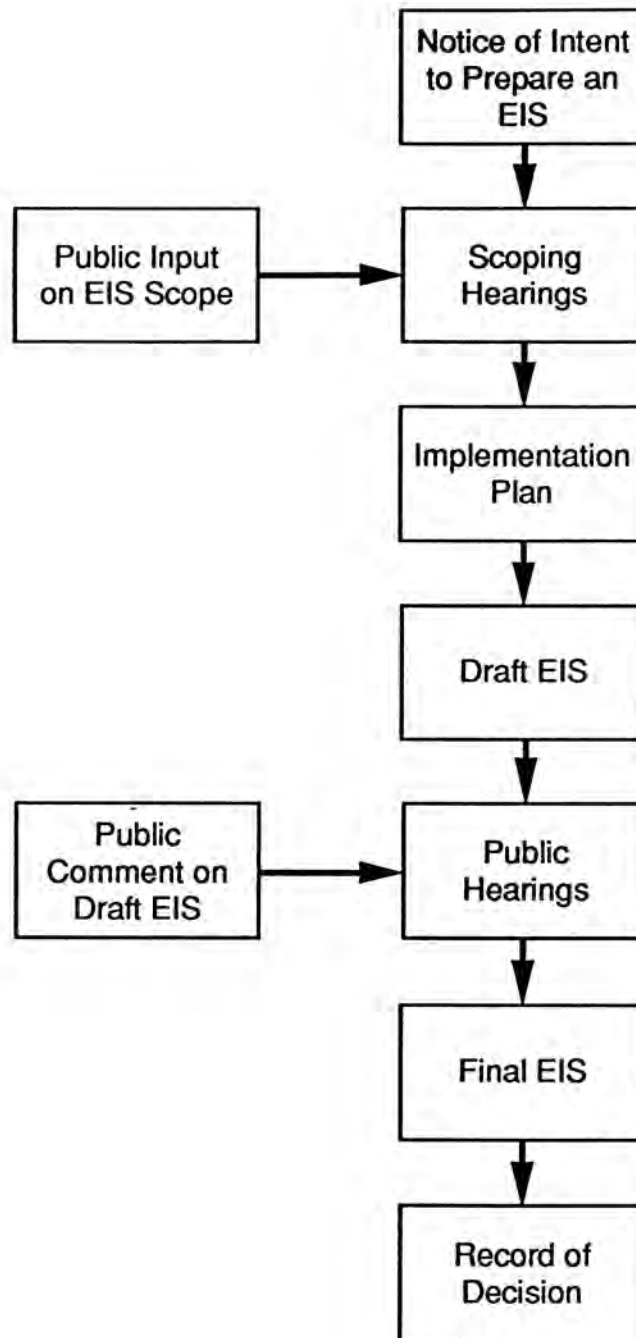 Notice of Intent
to Prepare an
EIS
Public Input
on EIS Scope
Scoping
Hearings
Implementation
Plan
Draft EIS
Public
Comment on
Draft EIS
Public
Hearings
Final EIS
Record of
Decision